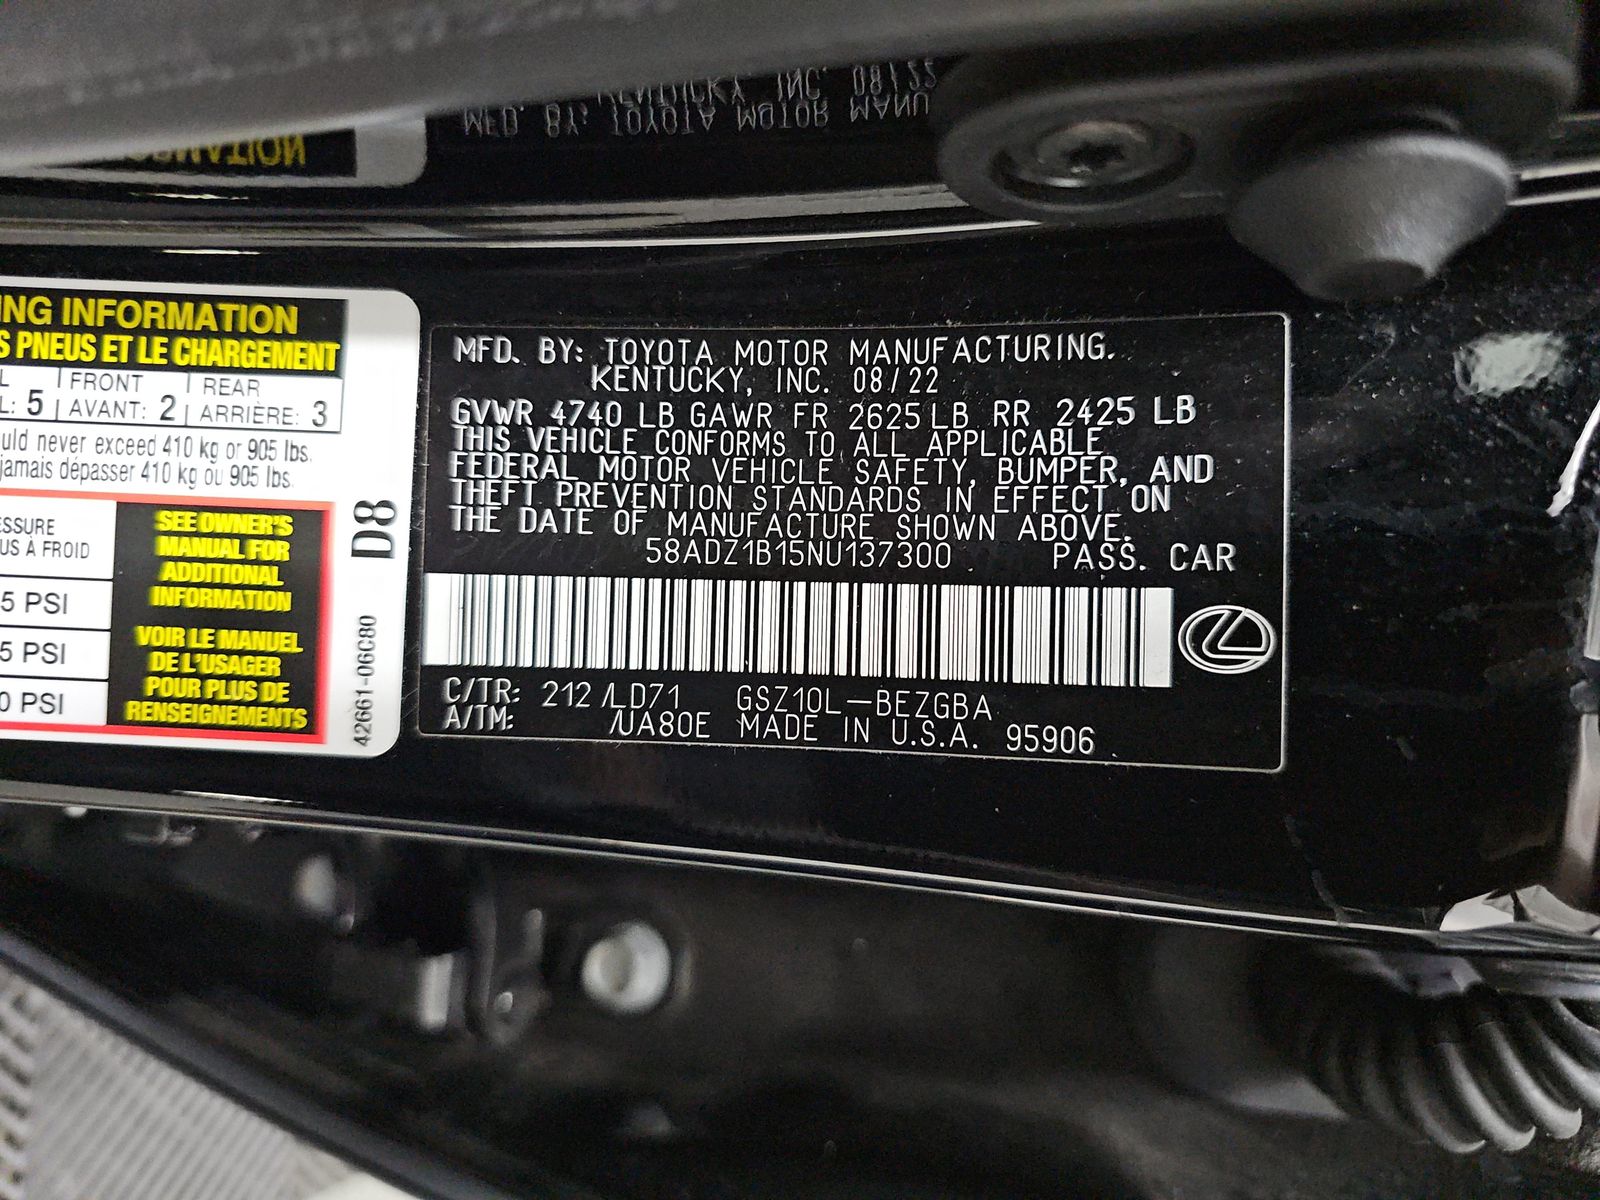 MFD. BY: TOYOTA MOTOR MANU
KENTUCKY, INC. 08/22
ING INFORMATION
S PNEUS ET LE CHARGEMENT
FRONT
REAR
L: 5
AVANT: 2
ARRIÈRE: 3
uld never exceed 410 kg or 905 lbs.
jamais dépasser 410 kg ou 905 lbs.
ESSURE
US À FROID
5 PSI
5 PSI
0 PSI
SEE OWNER'S
MANUAL FOR
ADDITIONAL
INFORMATION
VOIR LE MANUEL
DE L'USAGER
POUR PLUS DE
RENSEIGNEMENTS
D8
42661-06C80
MFD. BY: TOYOTA MOTOR MANUFACTURING.
KENTUCKY, INC. 08/22
GVWR 4740 LB GAWR FR 2625 LB RR 2425 LB
THIS VEHICLE CONFORMS TO ALL APPLICABLE
FEDERAL MOTOR VEHICLE SAFETY, BUMPER, AND
THEFT PREVENTION STANDARDS IN EFFECT ON
THE DATE OF MANUFACTURE SHOWN ABOVE.
58ADZ1B15NU137300 PASS. CAR
C/TR: 212 /LD71 GSZ10L-BEZGBA
A/TM: /UA80E MADE IN U.S.A. 95906